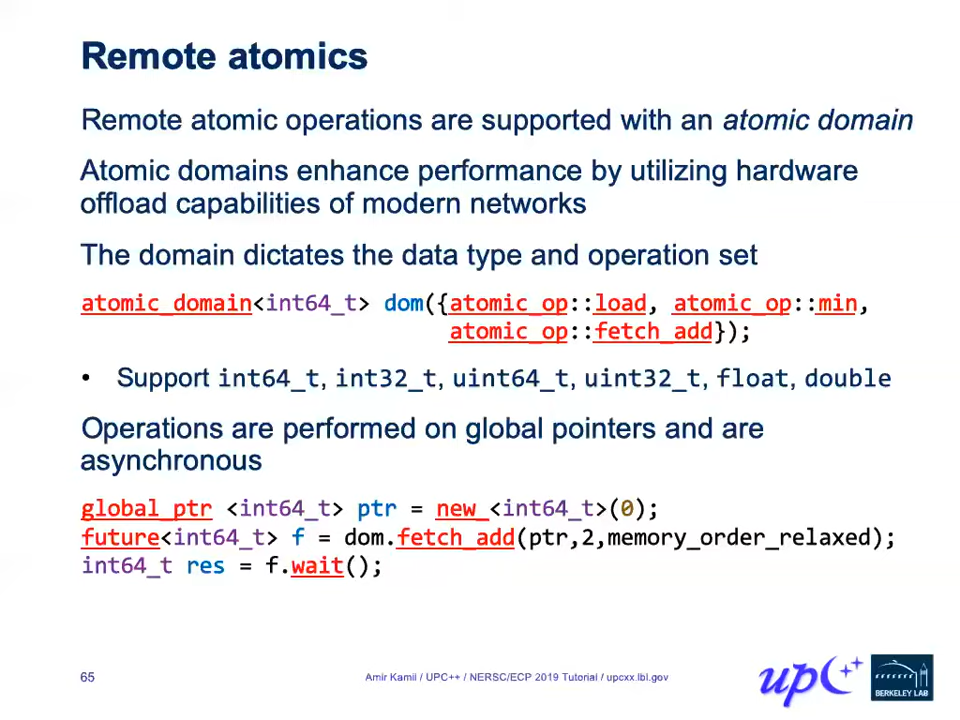 Remote atomics
Remote atomic operations are supported with an atomic domain
Atomic domains enhance performance by utilizing hardware
offload capabilities of modern networks
The domain dictates the data type and operation set
atomic_domain<int64_t> dom({atomic_op::load, atomic_op::min,
atomic_op::fetch_add});
• Support int64_t, int32_t, uint64_t, uint32_t, float, double
Operations are performed on global pointers and are
asynchronous
global_ptr <int64_t> ptr = new_<int64_t>(0);
future<int64_t> f = dom.fetch_add(ptr,2,memory_order_relaxed);
int64_t res = f.wait();
65
Amir Kamil / UPC++ / NERSC/ECP 2019 Tutorial / upcxx.lbl.gov
upc++
BERKELEY LAB